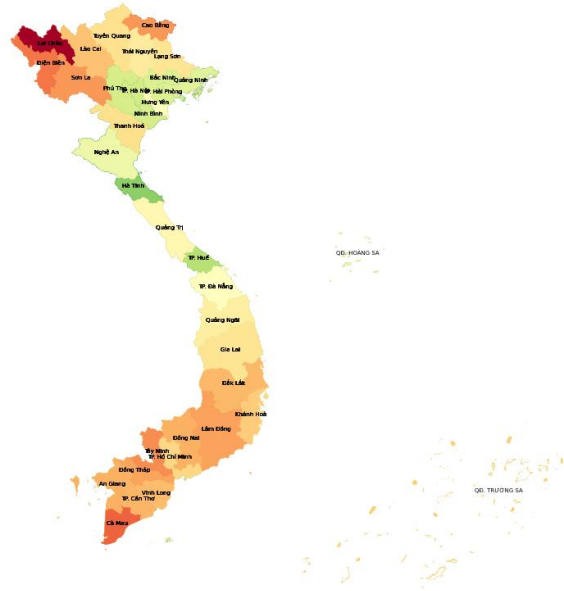 Cao Bằng
Tuyên Quang
Lai Châu
Lào Cai
Thái Nguyên
Lạng Sơn
Điện Biên
Sơn La
Bắc Ninh
Quảng Ninh
Phú Thọ
TP. Hà Nội
TP. Hải Phòng
Hưng Yên
Ninh Bình
Thanh Hoá
Nghệ An
Hà Tĩnh
Quảng Trị
QĐ. HOÀNG SA
TP. Huế
TP. Đà Nẵng
Quảng Ngãi
Gia Lai
Đắk Lắk
Khánh Hoà
Lâm Đồng
Đồng Nai
Tây Ninh
TP. Hồ Chí Minh
Đồng Tháp
An Giang
Vĩnh Long
TP. Cần Thơ
QĐ. TRƯỜNG SA
Cà Mau